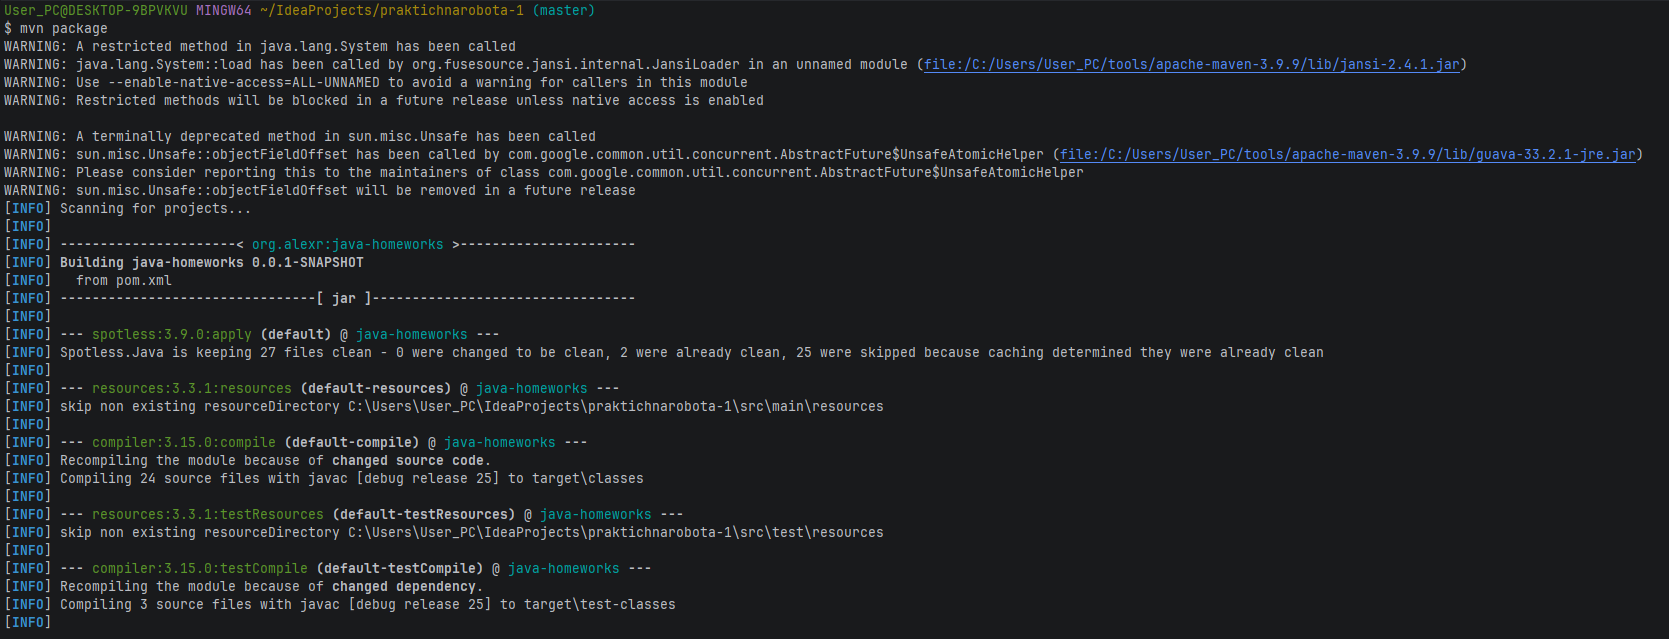 User_PC@DESKTOP-9BPVKVU MINGW64 ~/IdeaProjects/praktichnarobota-1 (master)
$ mvn package
WARNING: A restricted method in java.lang.System has been called
WARNING: java.lang.System::load has been called by org.fusesource.jansi.internal.JansiLoader in an unnamed module (file:/C:/Users/User_PC/tools/apache-maven-3.9.9/lib/jansi-2.4.1.jar)
WARNING: Use --enable-native-access=ALL-UNNAMED to avoid a warning for callers in this module
WARNING: Restricted methods will be blocked in a future release unless native access is enabled
WARNING: A terminally deprecated method in sun.misc.Unsafe has been called
WARNING: sun.misc.Unsafe::objectFieldOffset has been called by com.google.common.util.concurrent.AbstractFuture$UnsafeAtomicHelper (file:/C:/Users/User_PC/tools/apache-maven-3.9.9/lib/guava-33.2.1-jre.jar)
WARNING: Please consider reporting this to the maintainers of class com.google.common.util.concurrent.AbstractFuture$UnsafeAtomicHelper
WARNING: sun.misc.Unsafe::objectFieldOffset will be removed in a future release
[INFO] Scanning for projects...
[INFO]
[INFO] ----------------------< org.alexr:java-homeworks >----------------------
[INFO] Building java-homeworks 0.0.1-SNAPSHOT
[INFO]   from pom.xml
[INFO] --------------------------------[ jar ]---------------------------------
[INFO]
[INFO] --- spotless:3.9.0:apply (default) @ java-homeworks ---
[INFO] Spotless.Java is keeping 27 files clean - 0 were changed to be clean, 2 were already clean, 25 were skipped because caching determined they were already clean
[INFO]
[INFO] --- resources:3.3.1:resources (default-resources) @ java-homeworks ---
[INFO] skip non existing resourceDirectory C:\Users\User_PC\IdeaProjects\praktichnarobota-1\src\main\resources
[INFO]
[INFO] --- compiler:3.15.0:compile (default-compile) @ java-homeworks ---
[INFO] Recompiling the module because of changed source code.
[INFO] Compiling 24 source files with javac [debug release 25] to target\classes
[INFO]
[INFO] --- resources:3.3.1:testResources (default-testResources) @ java-homeworks ---
[INFO] skip non existing resourceDirectory C:\Users\User_PC\IdeaProjects\praktichnarobota-1\src\test\resources
[INFO]
[INFO] --- compiler:3.15.0:testCompile (default-testCompile) @ java-homeworks ---
[INFO] Recompiling the module because of changed dependency.
[INFO] Compiling 3 source files with javac [debug release 25] to target\test-classes
[INFO]